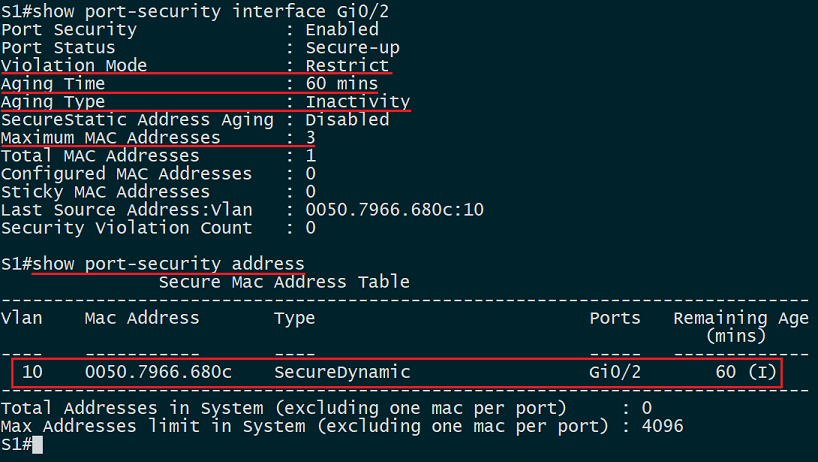 S1#show port-security interface Gi0/2
Port Security : Enabled
Port Status : Secure-up
Violation Mode : Restrict
Aging Time : 60 mins
Aging Type : Inactivity
SecureStatic Address Aging : Disabled
Maximum MAC Addresses : 3
Total MAC Addresses : 1
Configured MAC Addresses : 0
Sticky MAC Addresses : 0
Last Source Address:Vlan : 0050.7966.680c:10
Security Violation Count : 0
S1#show port-security address
Secure Mac Address Table
-----------------------------------------------------------------------------
Vlan Mac Address Type Ports Remaining Age
(mins)
---- ----------- ---- ----- -------------
10 0050.7966.680c SecureDynamic Gi0/2 60 (I)
-----------------------------------------------------------------------------
Total Addresses in System (excluding one mac per port) : 0
Max Addresses limit in System (excluding one mac per port) : 4096
S1#